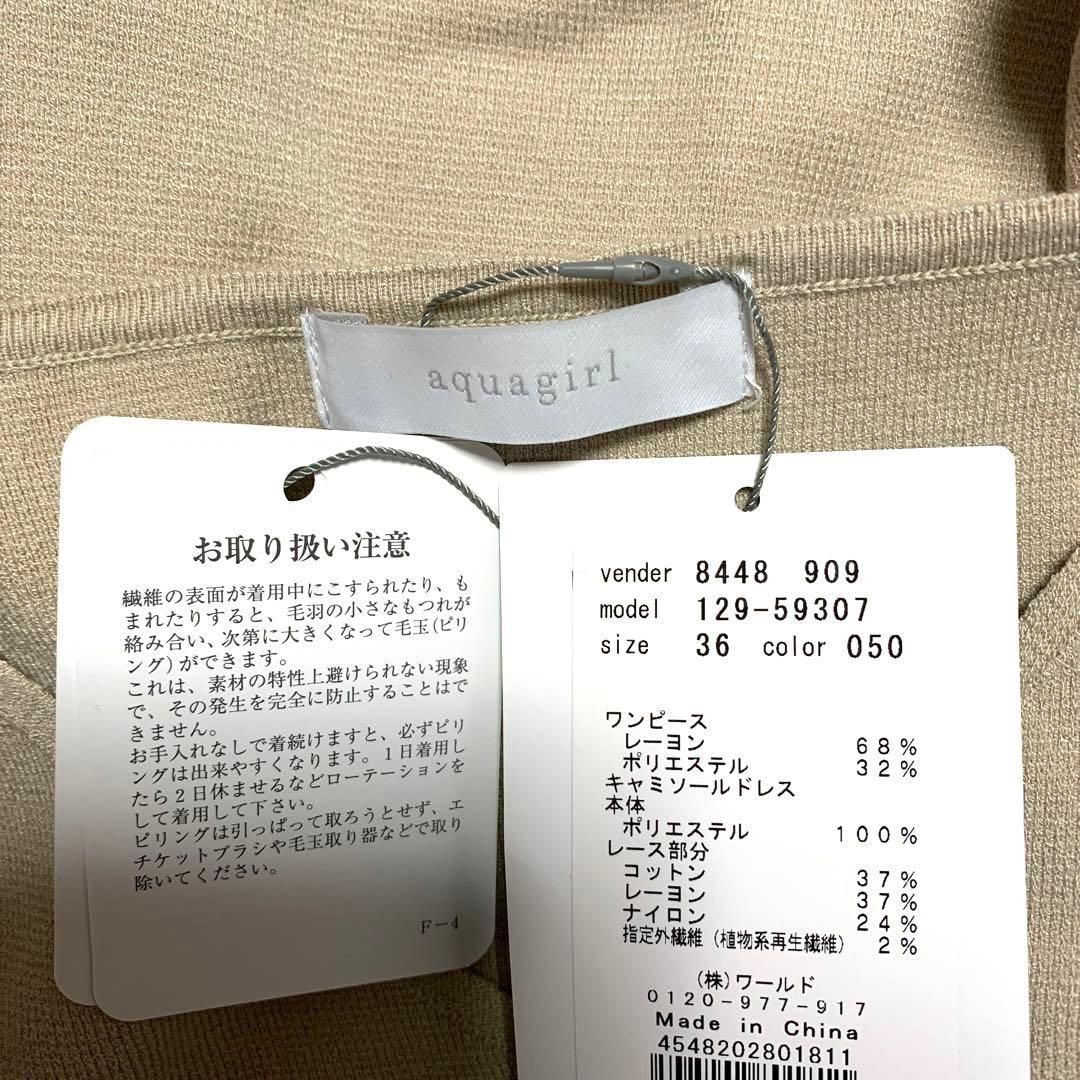 aquagirl
お取り扱い注意
繊維の表面が着用中にこすられたり、も
まれたりすると、毛羽の小さなもつれが
絡み合い、次第に大きくなって毛玉(ピリ
ング)ができます。
これは、素材の特性上避けられない現象
で、その発生を完全に防止することはで
きません。
お手入れなしで着続けますと、必ずピリ
ングは出来やすくなります。1日着用し
たら2日休ませるなどローテーションを
して着用して下さい。
ピリングは引っぱって取ろうとせず、エ
チケットブラシや毛玉取り器などで取り
除いてください。
F-4
vender 8448 909
model 129-59307
size 36 color 050
ワンピース
レーヨン 68%
ポリエステル 32%
キャミソールドレス
本体
ポリエステル 100%
レース部分
コットン 37%
レーヨン 37%
ナイロン 24%
指定外繊維(植物系再生繊維) 2%
(株)ワールド
0120-977-917
Made in China
4548202801811